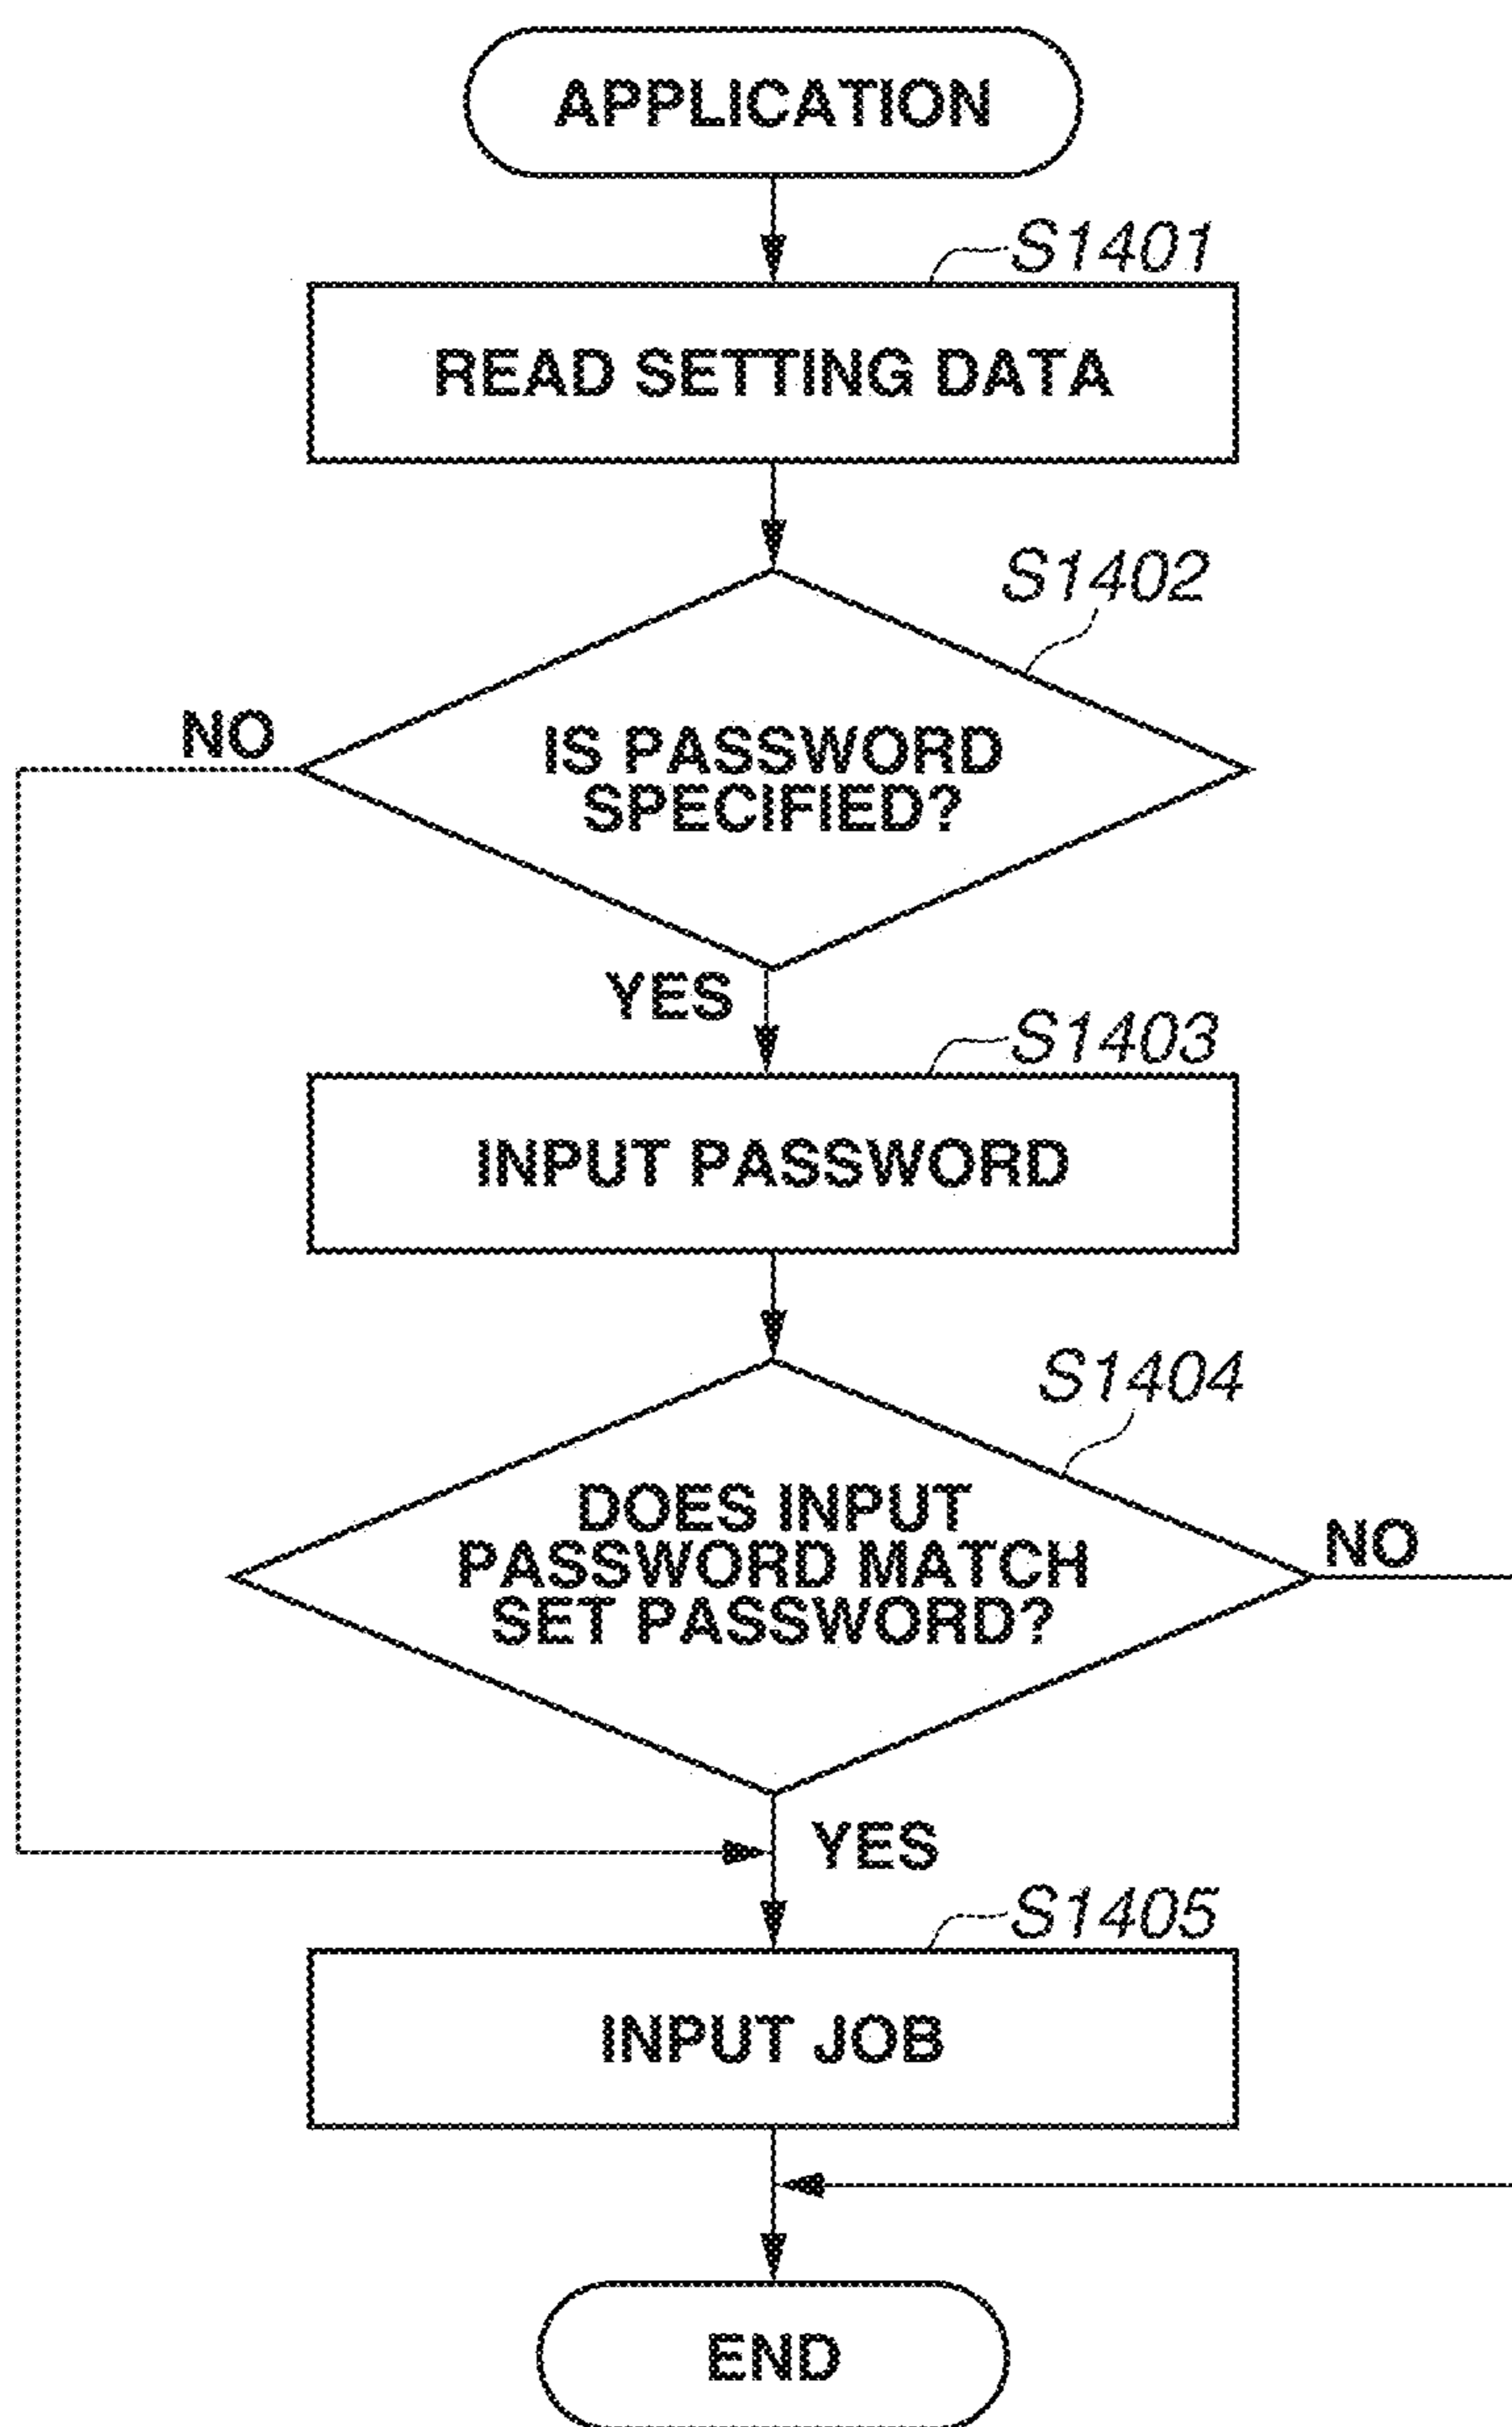 APPLICATION
S1401
READ SETTING DATA
S1402
NO
IS PASSWORD
SPECIFIED?
YES
S1403
INPUT PASSWORD
S1404
DOES INPUT
PASSWORD MATCH
SET PASSWORD?
NO
YES
S1405
INPUT JOB
END